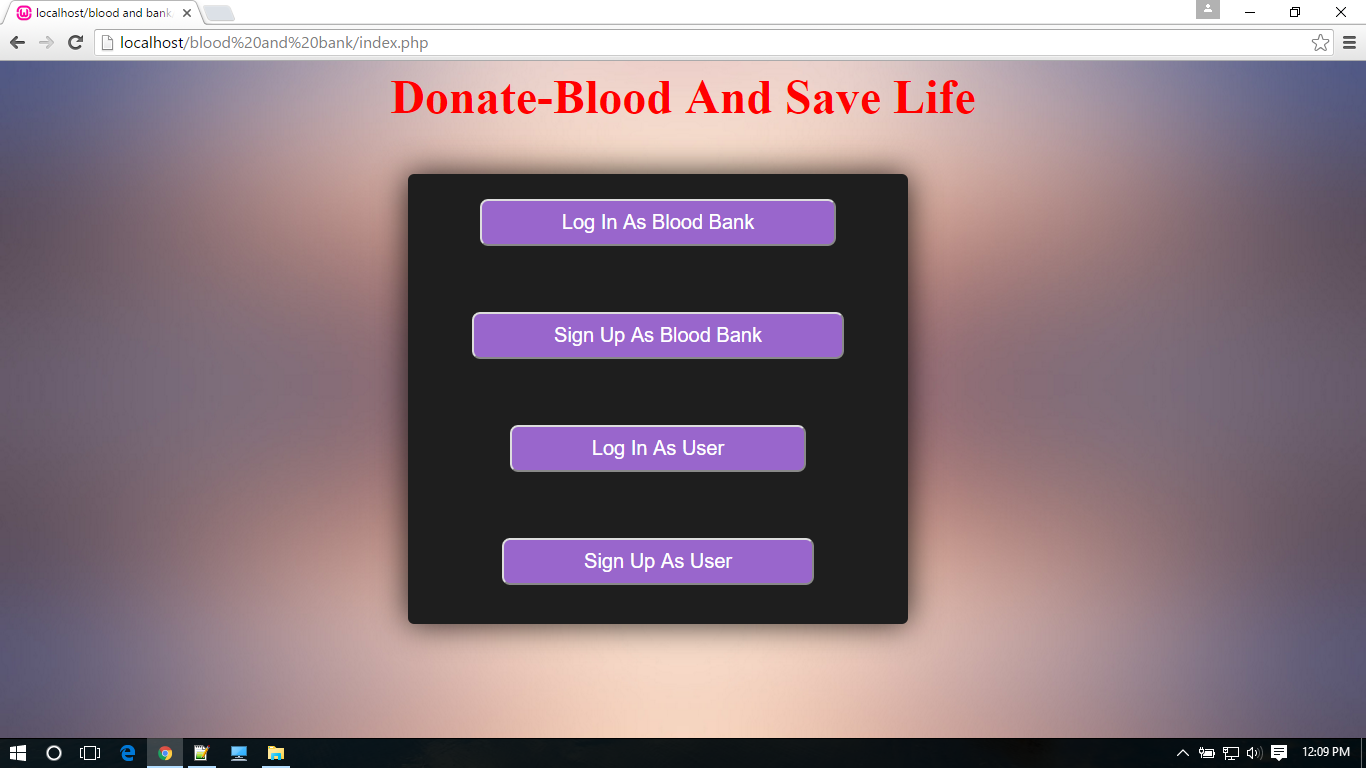 localhost/blood and bank
localhost/blood%20and%20bank/index.php
Donate-Blood And Save Life
Log In As Blood Bank
Sign Up As Blood Bank
Log In As User
Sign Up As User
12:09 PM